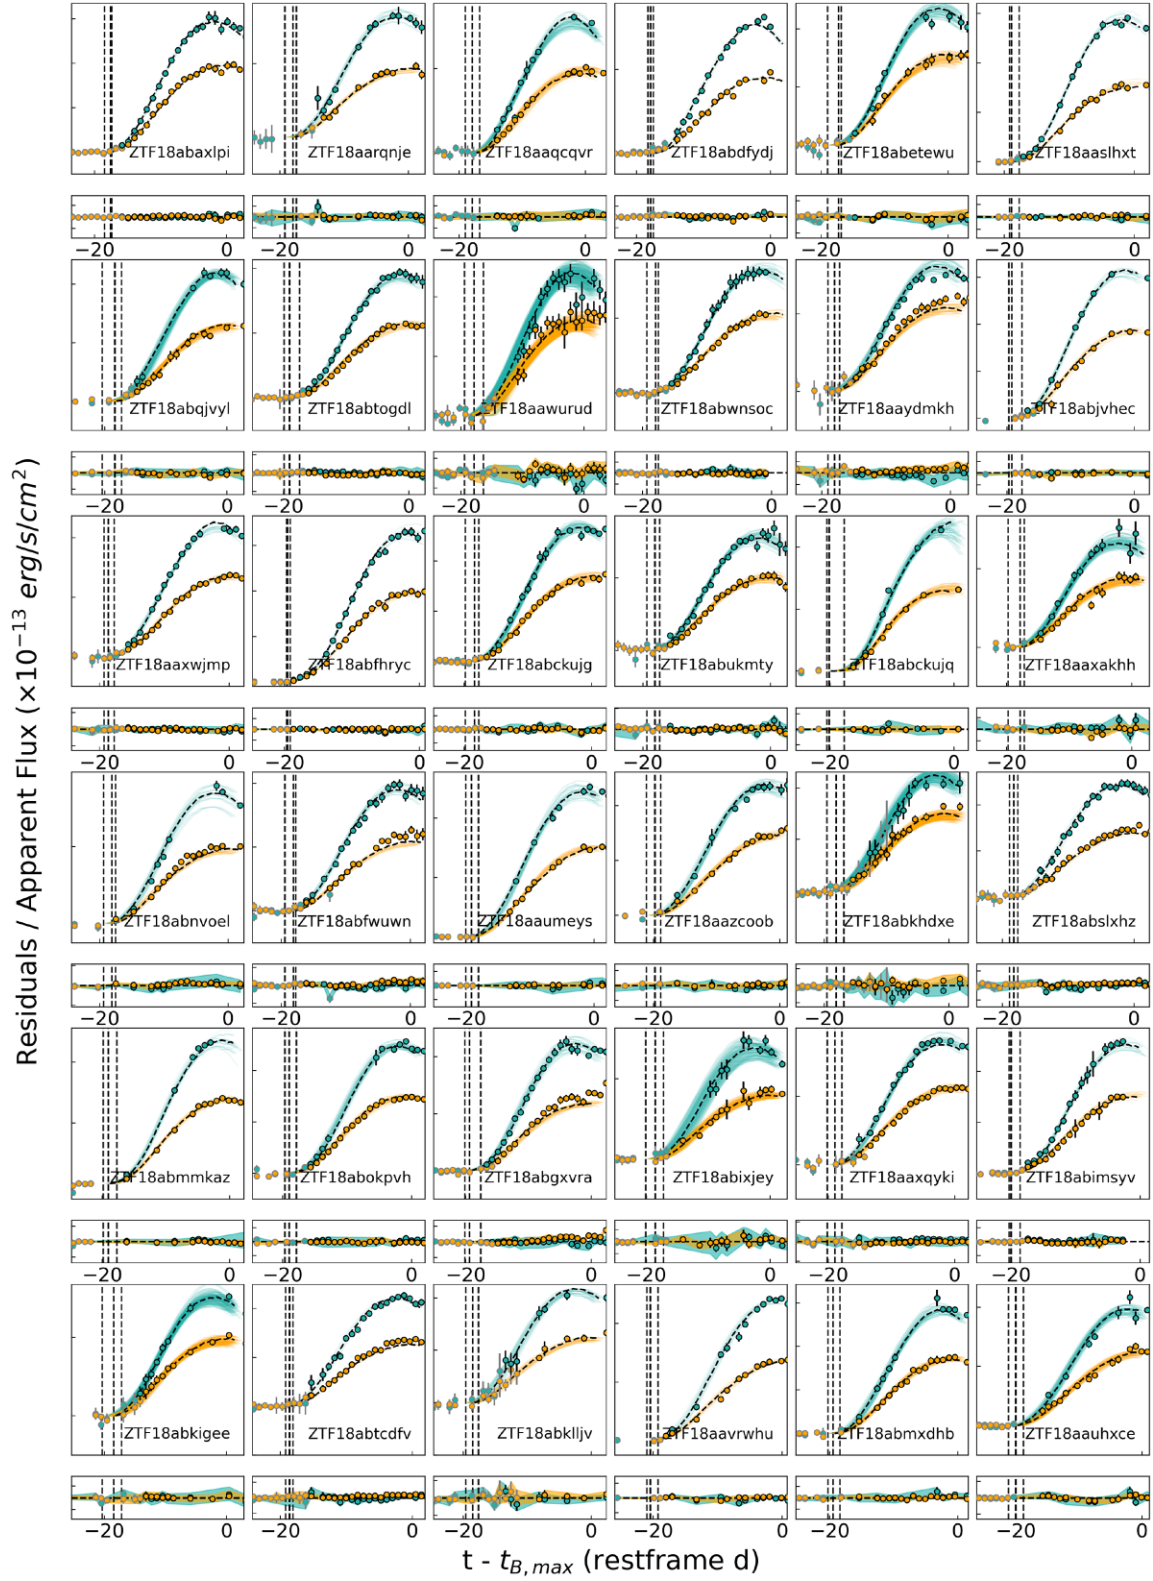 Residuals / Apparent Flux (×10⁻¹³ erg/s/cm²)
ZTF18abaxlpi ZTF18aarqnje ZTF18aaqcqvr ZTF18abdfydj ZTF18abetewu ZTF18aaslhxt
−20 0 −20 0 −20 0 −20 0 −20 0 −20 0
ZTF18abqjvyl ZTF18abtogdl ZTF18aawurud ZTF18abwnsoc ZTF18aaydmkh ZTF18abjvhec
−20 0 −20 0 −20 0 −20 0 −20 0 −20 0
ZTF18aaxwjmp ZTF18abfhryc ZTF18abckujg ZTF18abukmty ZTF18abckujq ZTF18aaxakhh
−20 0 −20 0 −20 0 −20 0 −20 0 −20 0
ZTF18abnvoel ZTF18abfwuwn ZTF18aaumeys ZTF18aazcoob ZTF18abkhdxe ZTF18abslxhz
−20 0 −20 0 −20 0 −20 0 −20 0 −20 0
ZTF18abmmkaz ZTF18abokpvh ZTF18abgxvra ZTF18abixjey ZTF18aaxqyki ZTF18abimsyv
−20 0 −20 0 −20 0 −20 0 −20 0 −20 0
ZTF18abkigee ZTF18abtcdfv ZTF18abklljv ZTF18aavrwhu ZTF18abmxdhb ZTF18aauhxce
−20 0 −20 0 −20 0 −20 0 −20 0 −20 0
t - t_B,max (restframe d)